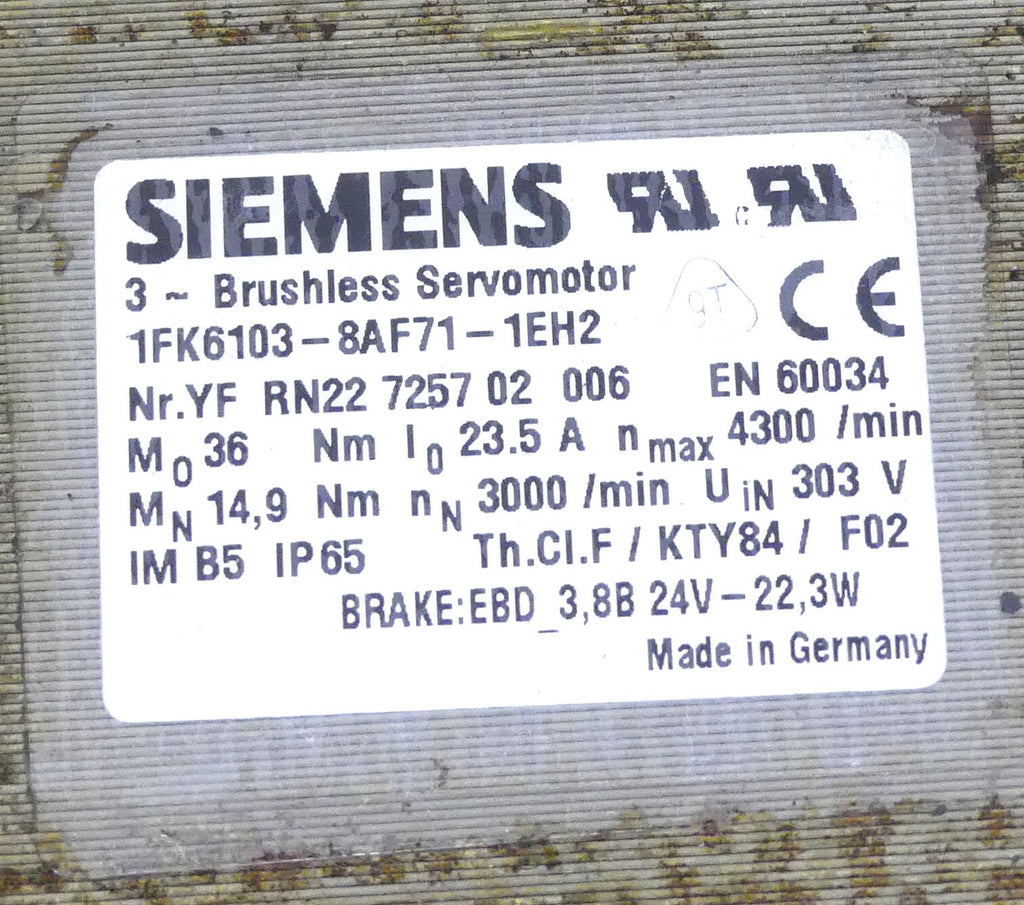 SIEMENS
3 ~ Brushless Servomotor
1FK6103-8AF71-1EH2
Nr.YF RN22 7257 02 006 EN 60034
M0 36 Nm I0 23.5 A nmax 4300 /min
MN 14,9 Nm nN 3000 /min UiN 303 V
IM B5 IP65 Th.Cl.F / KTY84 / F02
BRAKE:EBD_3,8B 24V-22,3W
Made in Germany